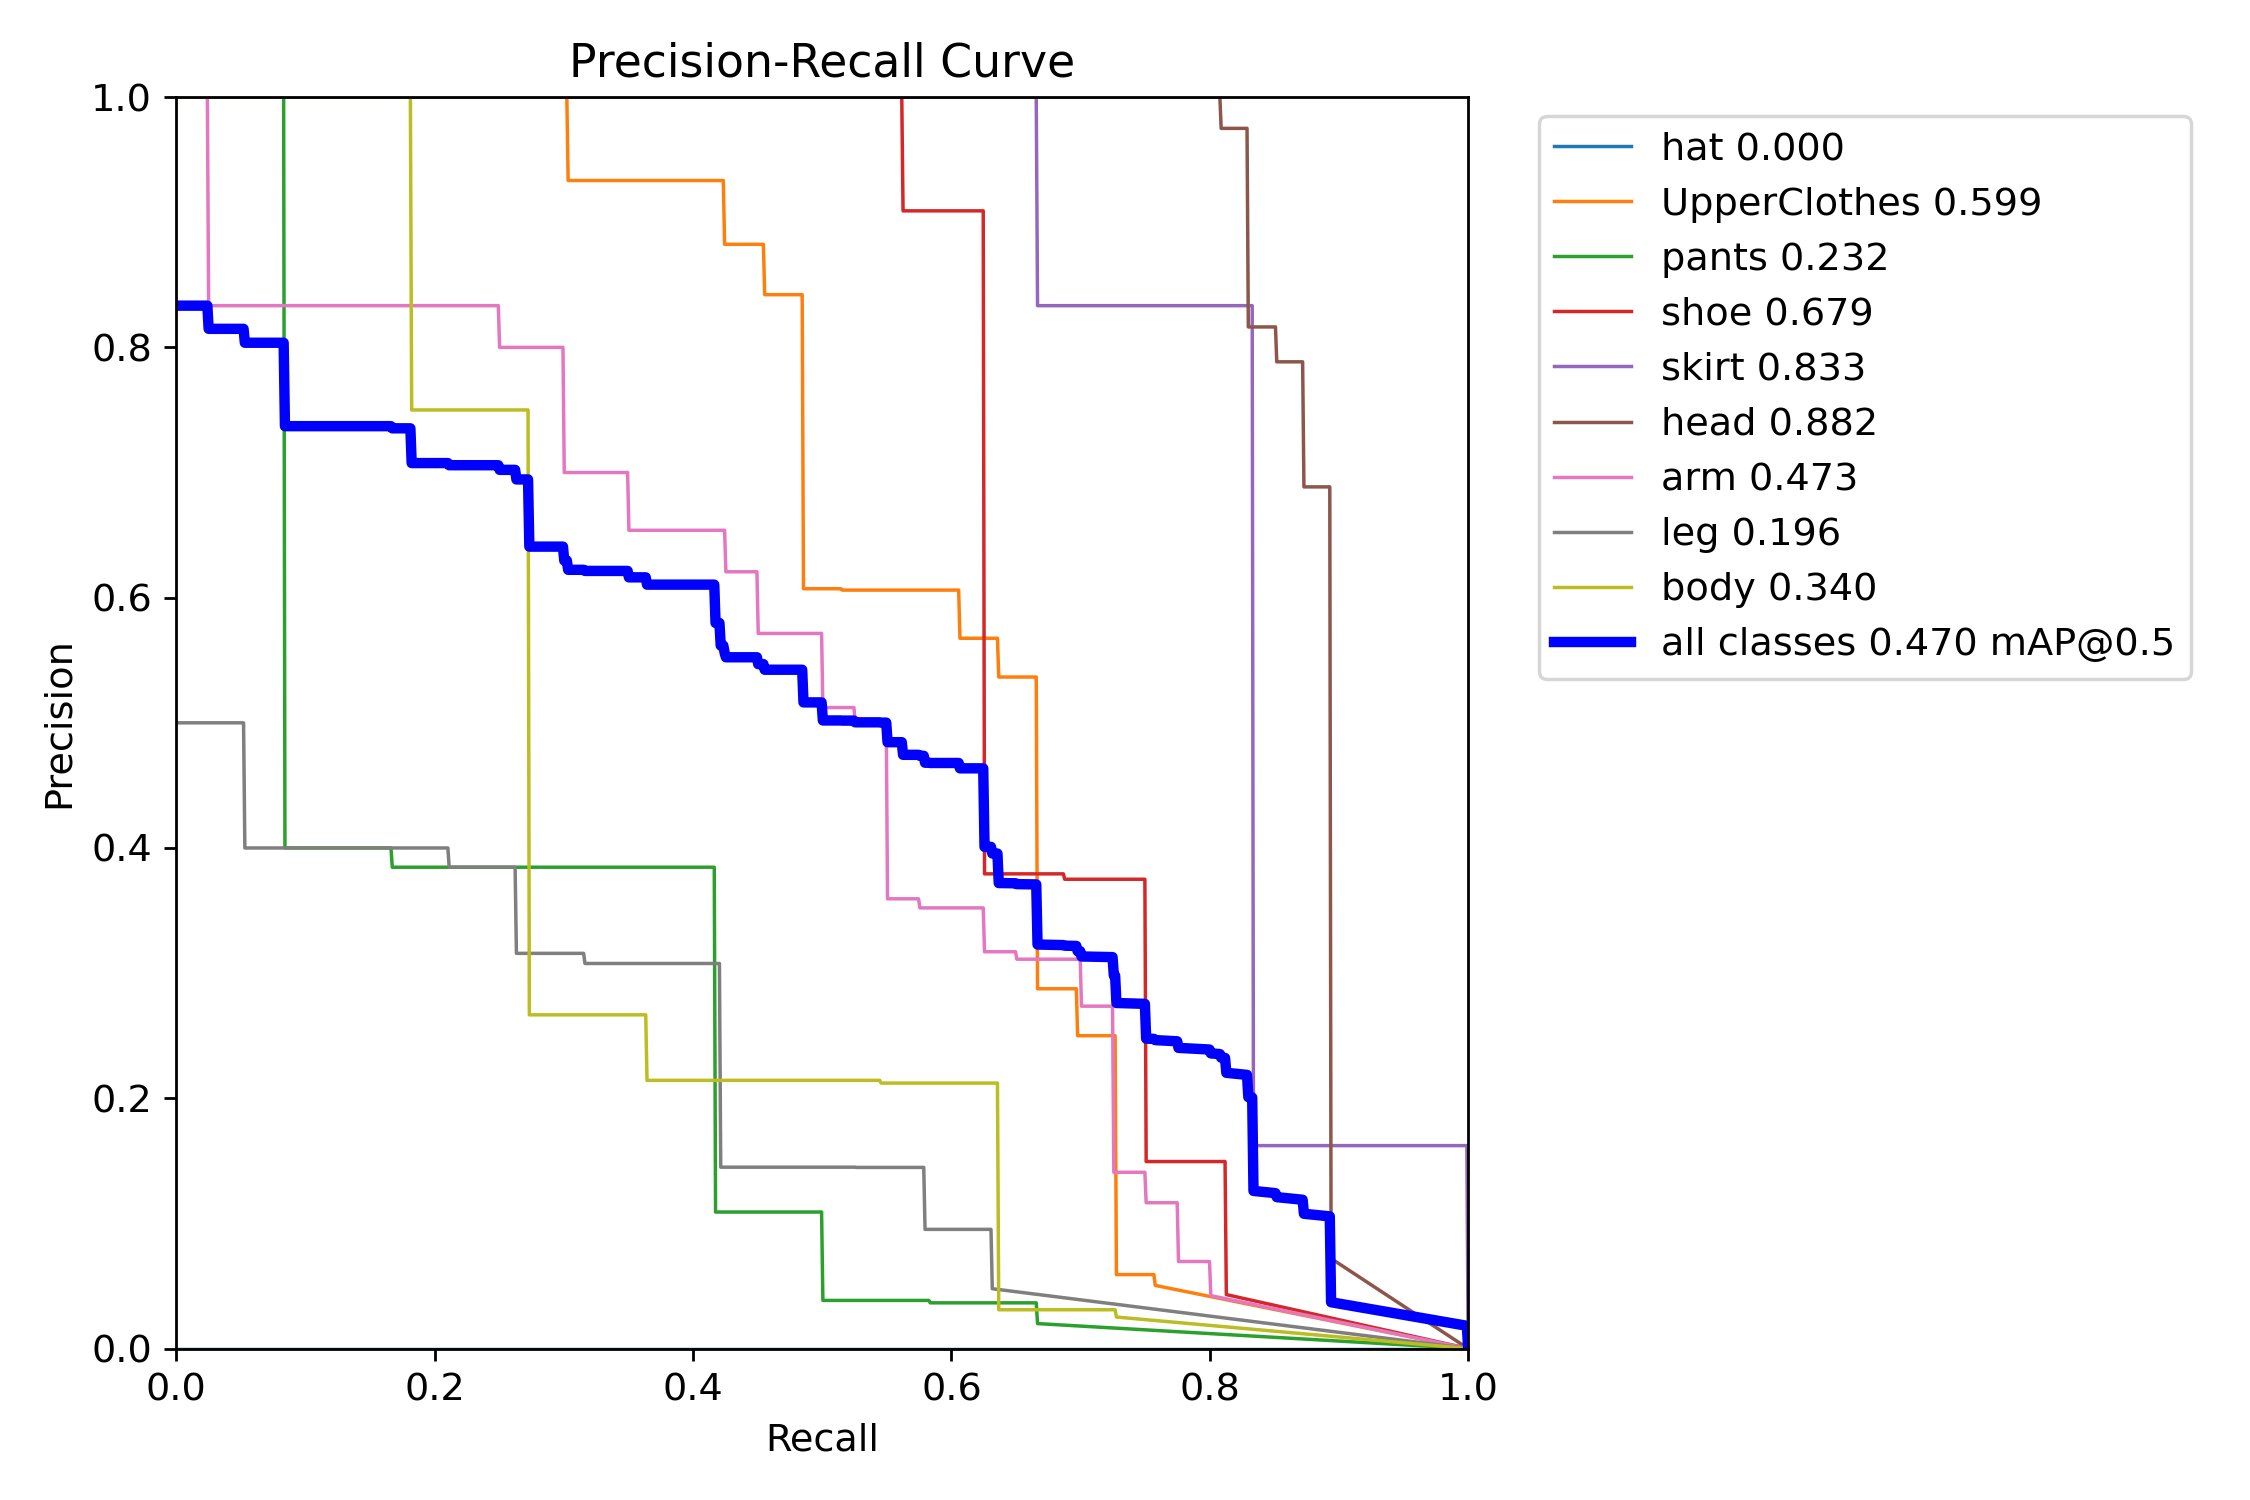 Precision-Recall Curve
1.0
0.8
0.6
0.4
0.2
0.0
Precision
0.0 0.2 0.4 0.6 0.8 1.0
Recall
hat 0.000
UpperClothes 0.599
pants 0.232
shoe 0.679
skirt 0.833
head 0.882
arm 0.473
leg 0.196
body 0.340
all classes 0.470 mAP@0.5